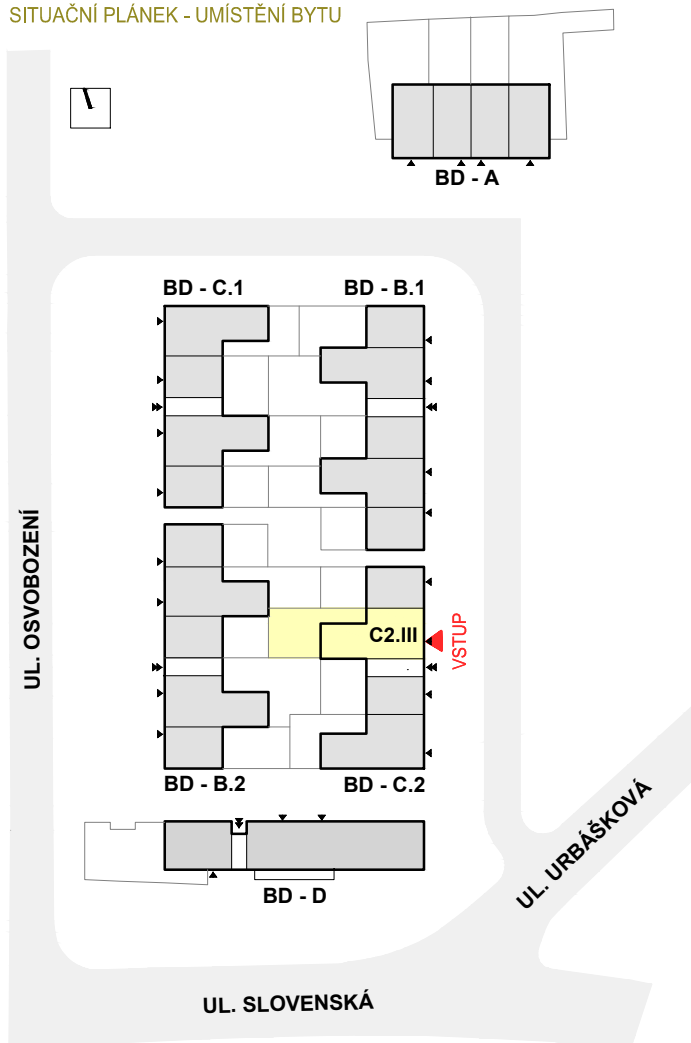 SITUAČNÍ PLÁNEK - UMÍSTĚNÍ BYTU
BD - A
BD - C.1
BD - B.1
UL. OSVOBOZENÍ
C2.III
VSTUP
BD - B.2
BD - C.2
UL. URBÁŠKOVÁ
BD - D
UL. SLOVENSKÁ